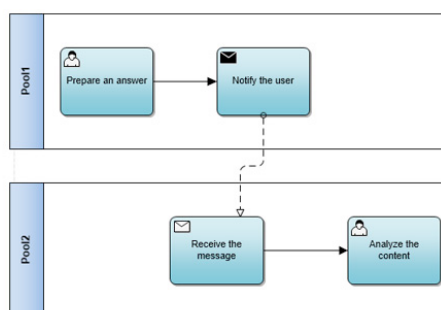 Pool1
Prepare an answer
Notify the user
Pool2
Receive the
message
Analyze the
content